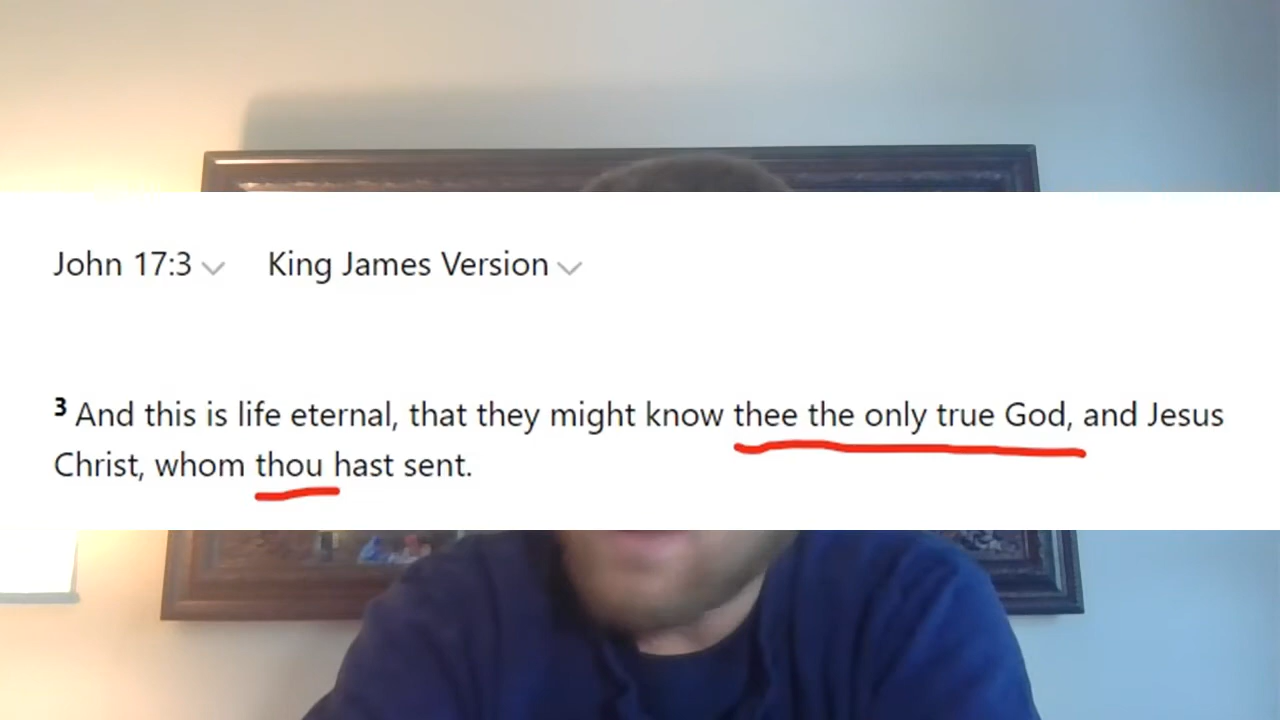 John 17:3 King James Version
3 And this is life eternal, that they might know thee the only true God, and Jesus
Christ, whom thou hast sent.